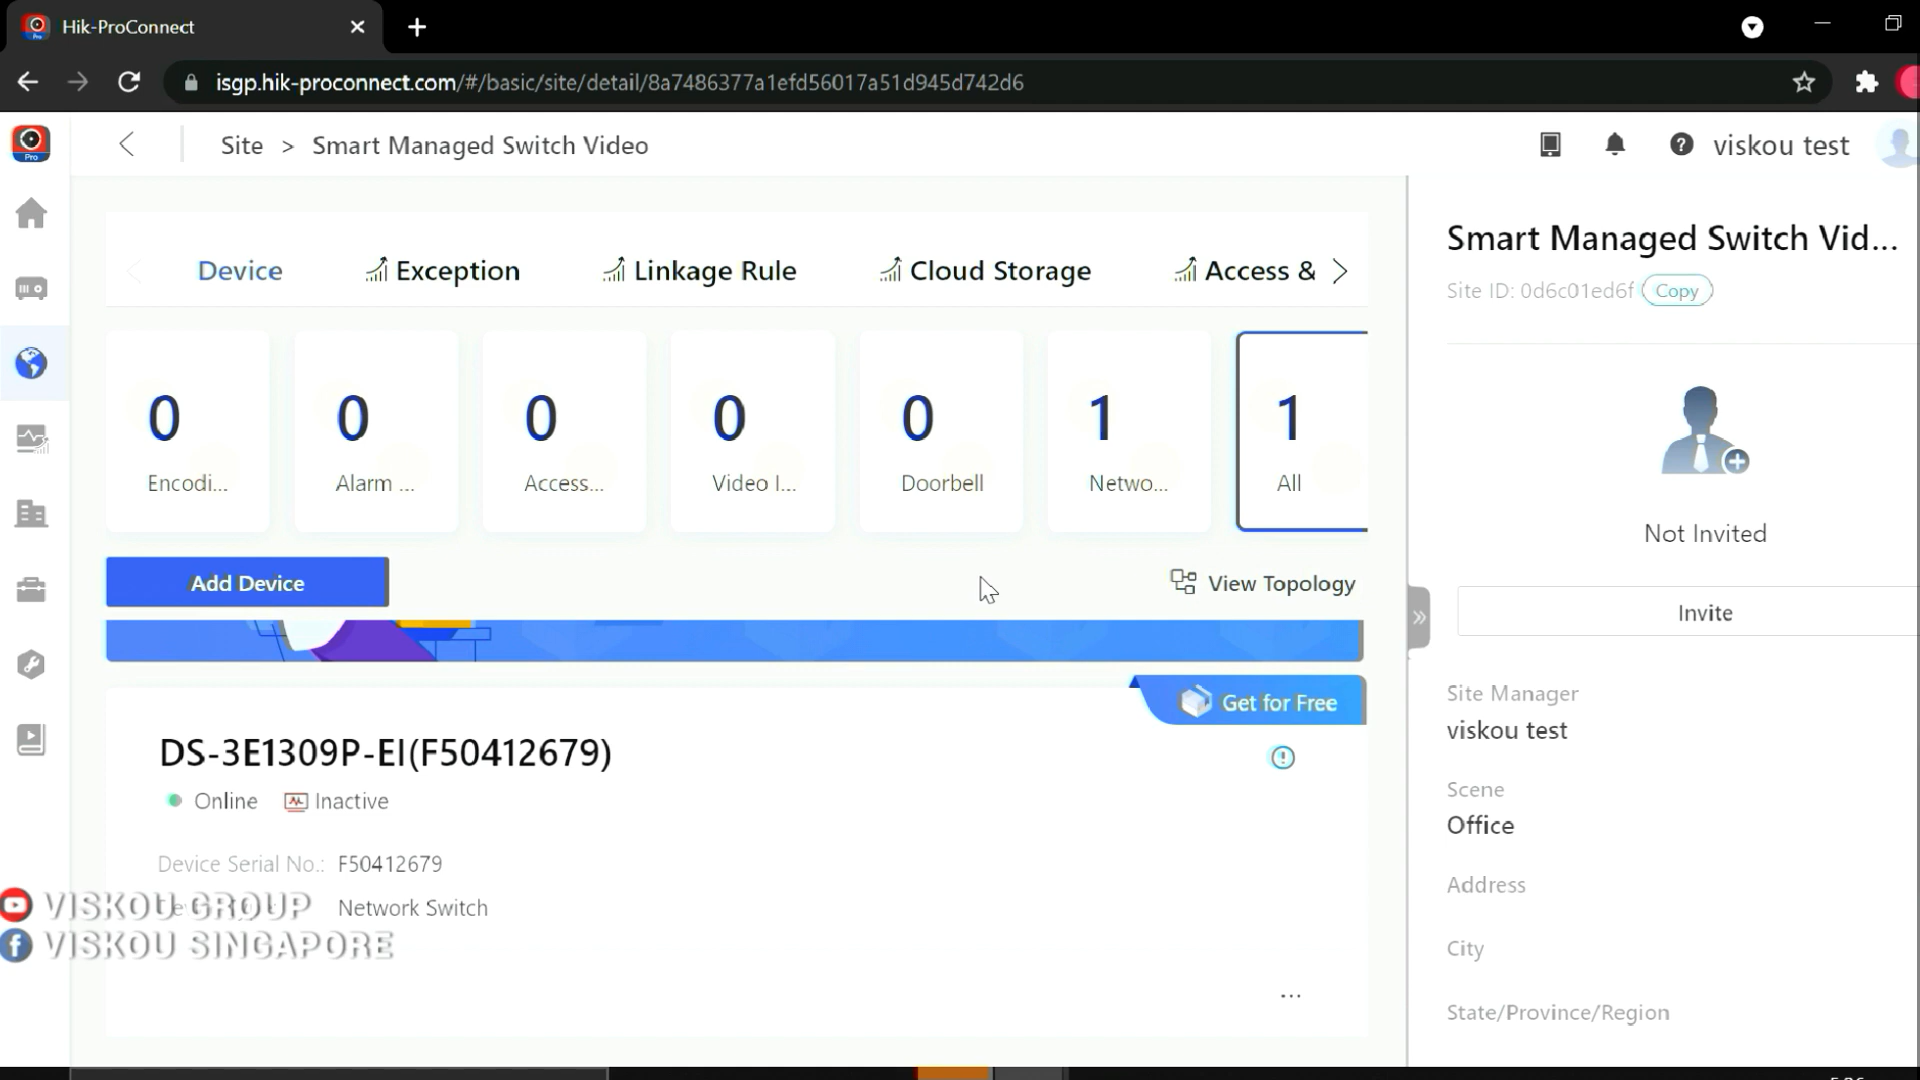 Hik-ProConnect
isgp.hik-proconnect.com/#/basic/site/detail/8a7486377a1efd56017a51d945d742d6
Pro
Site > Smart Managed Switch Video
viskou test
Device
Exception
Linkage Rule
Cloud Storage
Access &
0
0
0
0
0
1
1
Encodi...
Alarm ...
Access...
Video I...
Doorbell
Netwo...
All
Add Device
View Topology
Get for Free
DS-3E1309P-EI(F50412679)
Online
Inactive
Device Serial No.: F50412679
Network Switch
VISKOU GROUP
VISKOU SINGAPORE
...
Smart Managed Switch Vid...
Site ID: 0d6c01ed6f
Copy
Not Invited
Invite
Site Manager
viskou test
Scene
Office
Address
City
State/Province/Region